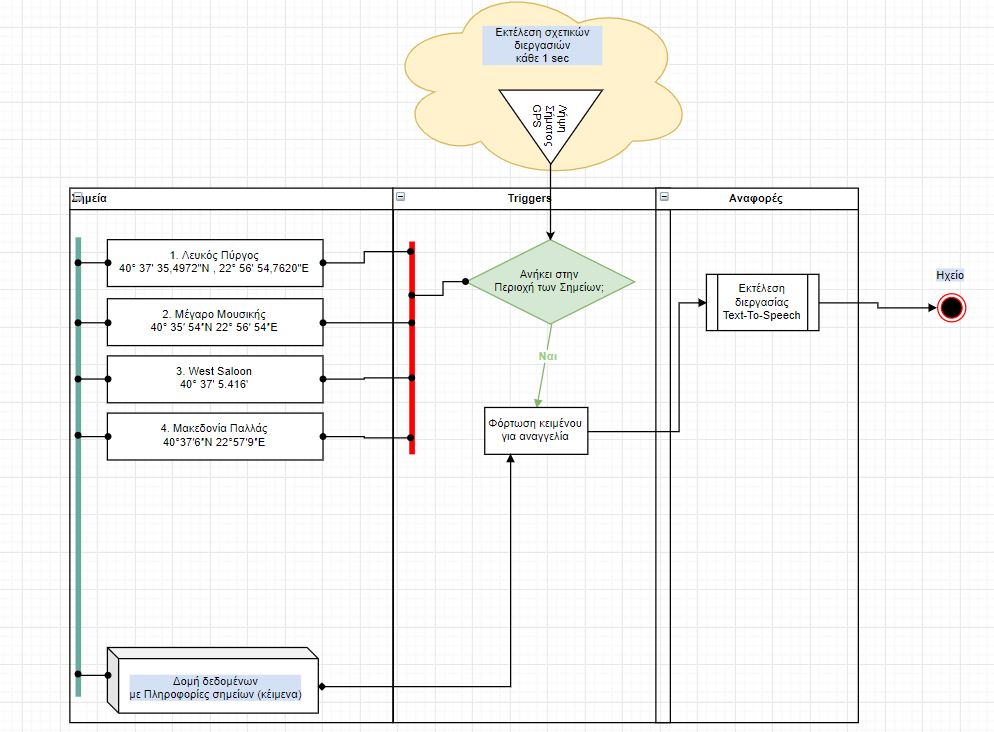 Εκτέλεση σχετικών
διεργασιών
κάθε 1 sec
Λήψη
Σήματος
GPS
Σημεία
Triggers
Αναφορές
1. Λευκός Πύργος
40° 37' 35,4972"N , 22° 56' 54,7620"E
2. Μέγαρο Μουσικής
40° 35' 54"N 22° 56' 54"E
3. West Saloon
40° 37' 5.416'
4. Μακεδονία Παλλάς
40°37'6"N 22°57'9"E
Ανήκει στην
Περιοχή των Σημείων;
Ναι
Φόρτωση κειμένου
για αναγγελία
Εκτέλεση
διεργασίας
Text-To-Speech
Ηχείο
Δομή δεδομένων
με Πληροφορίες σημείων (κέιμενα)